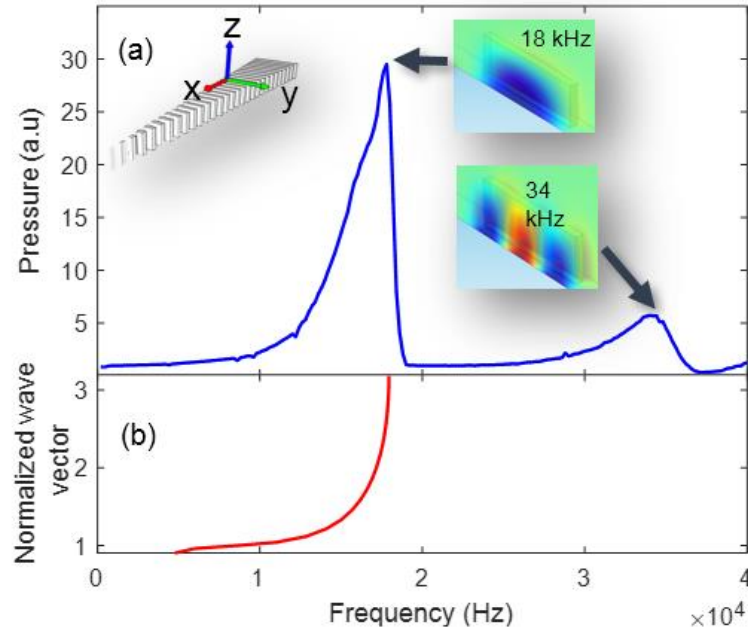 (a)
z
x
y
18 kHz
34
kHz
35
30
25
20
15
10
5
Pressure (a.u)
(b)
3
2
1
Normalized wave
vector
0
1
2
3
4
Frequency (Hz)
×10⁴